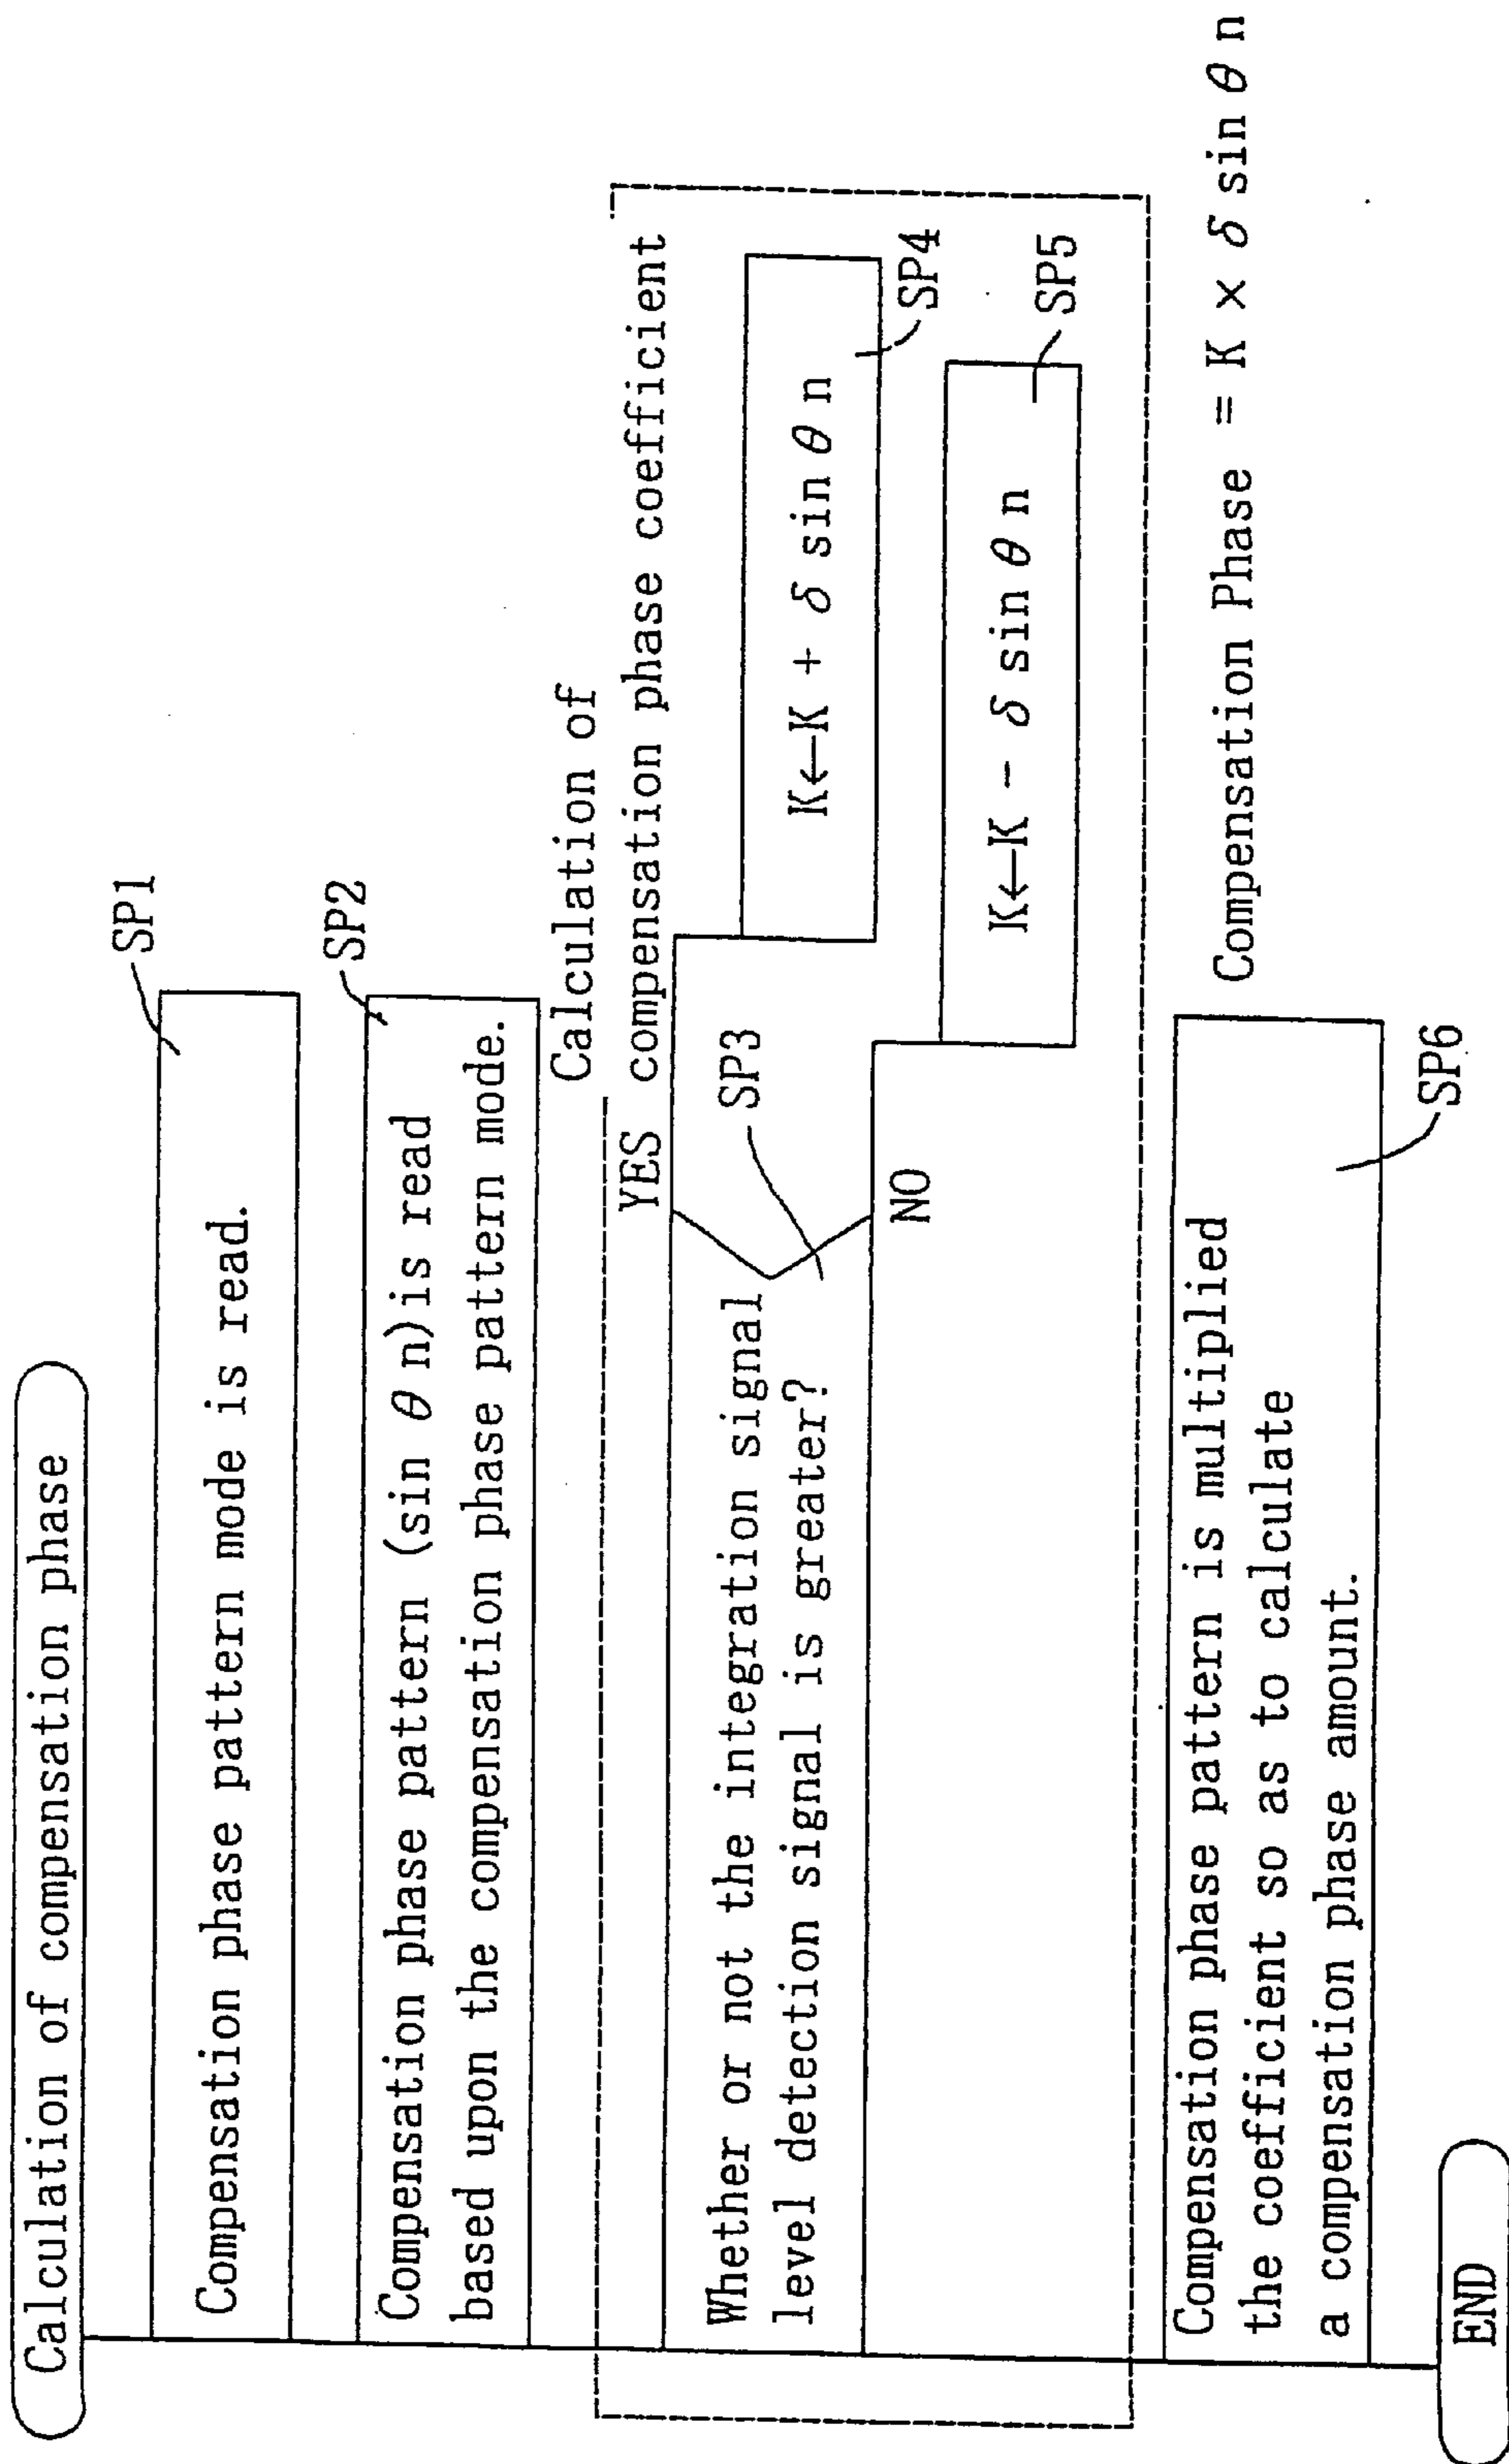 Calculation of compensation phase
SP1
Compensation phase pattern mode is read.
SP2
Compensation phase pattern (sin θ n)is read
based upon the compensation phase pattern mode.
Calculation of
compensation phase coefficient
YES
SP3
Whether or not the integration signal
level detection signal is greater?
NO
K←K + δ sin θ n
SP4
K←K - δ sin θ n
SP5
Compensation phase pattern is multiplied
the coefficient so as to calculate
a compensation phase amount.
SP6
Compensation Phase = K × δ sin θ n
END